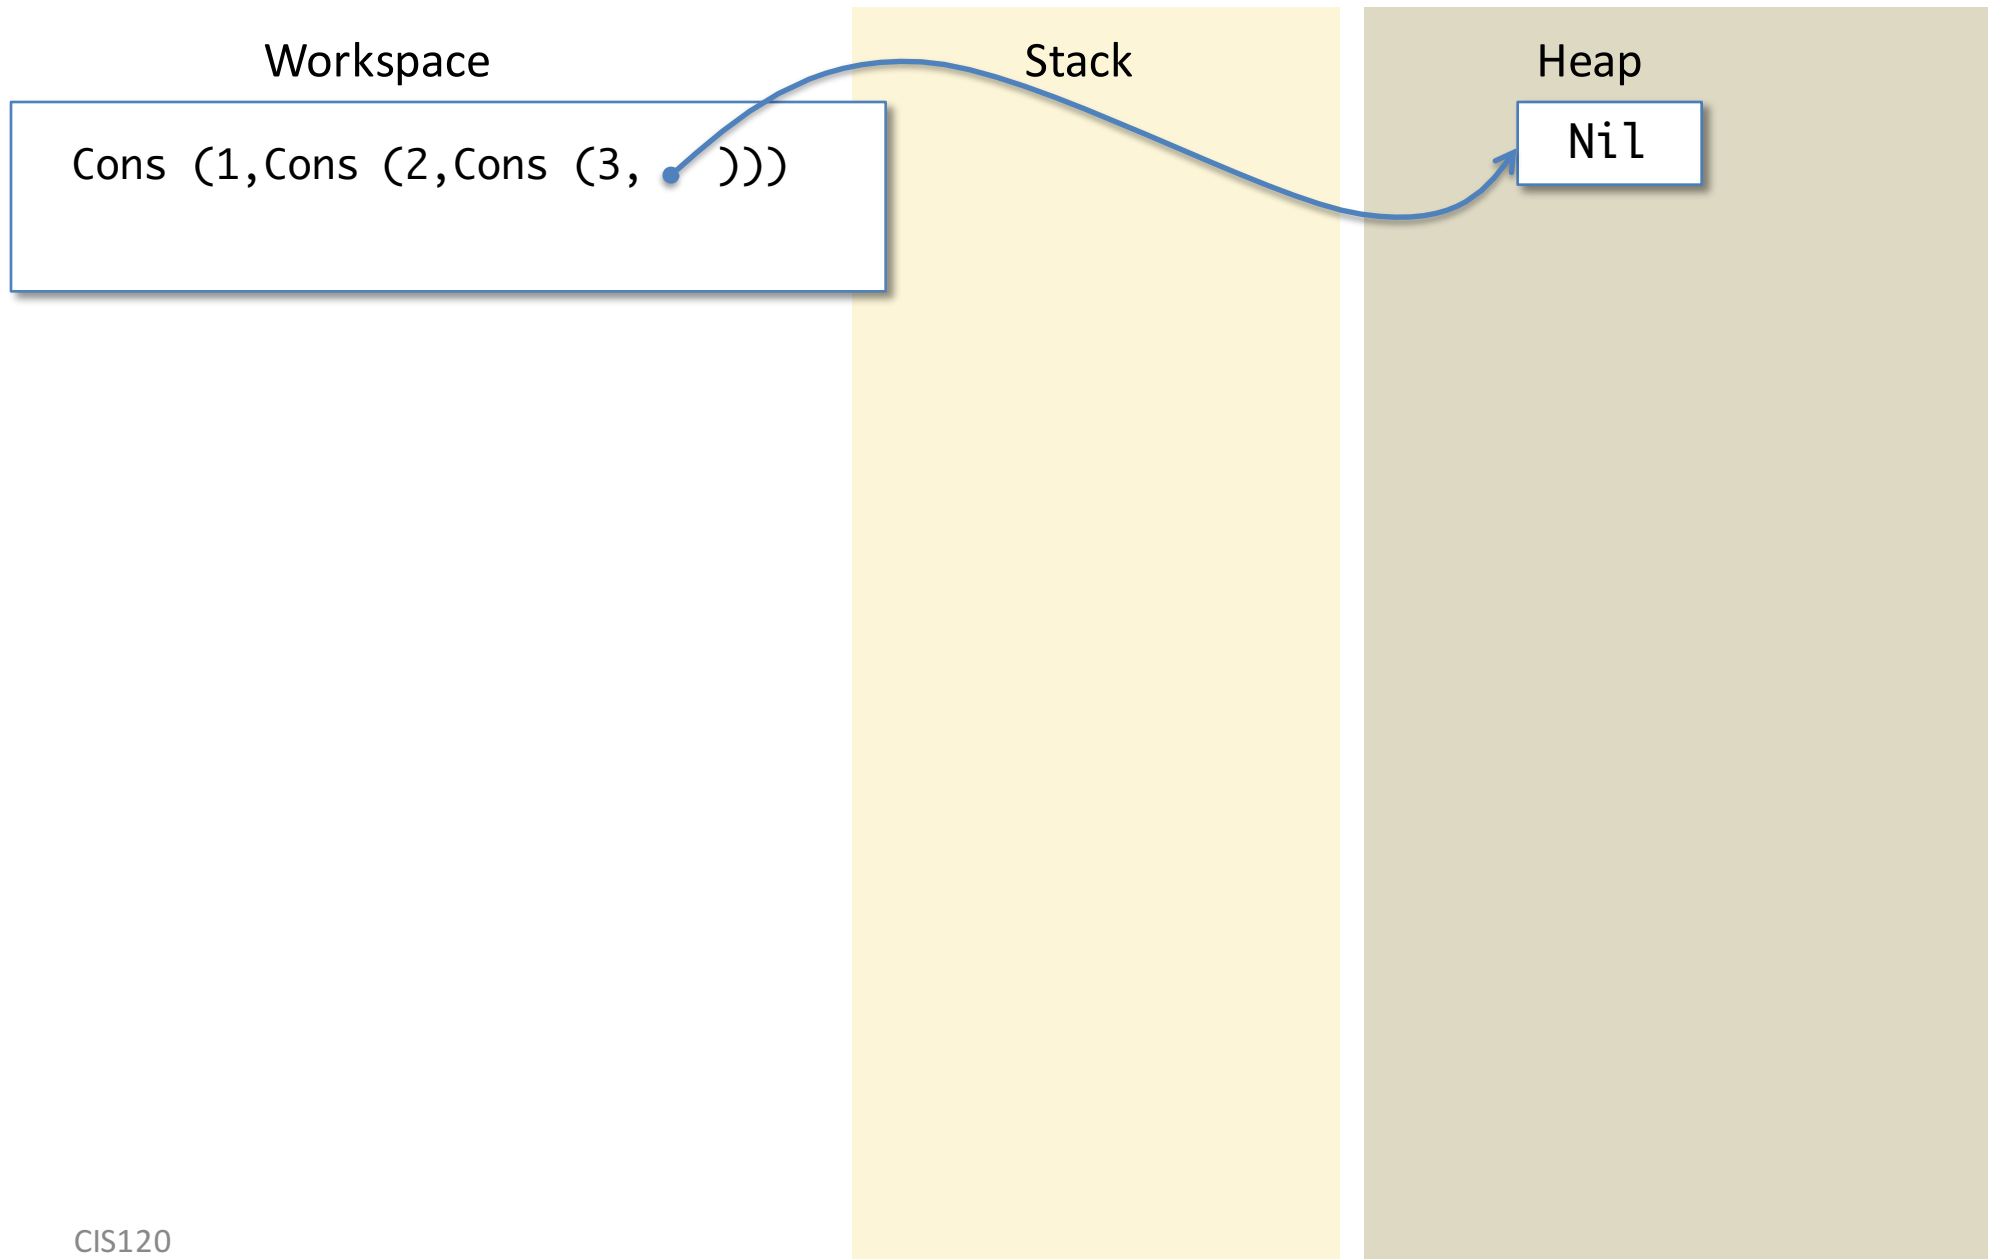 Workspace
Stack
Heap
Cons (1,Cons (2,Cons (3, )))
Nil
CIS120